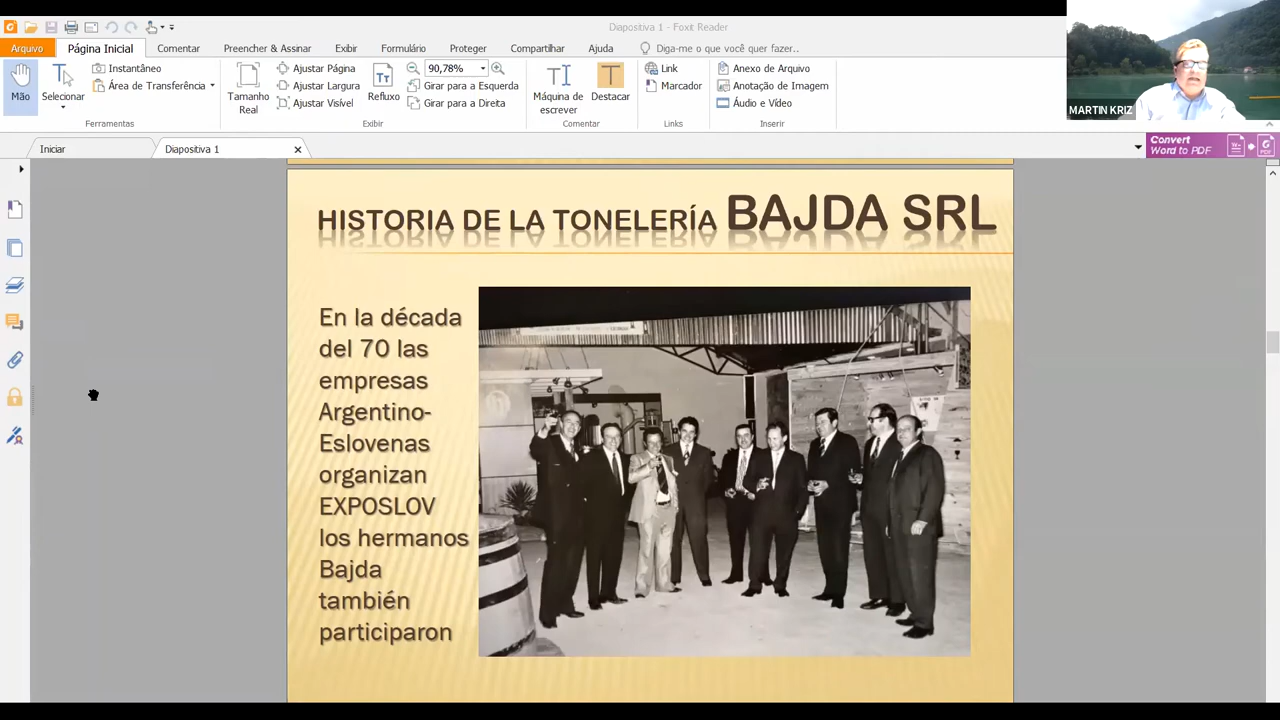 Diapositiva 1 - Foxit Reader
Arquivo
Página Inicial
Comentar
Preencher & Assinar
Exibir
Formulário
Proteger
Compartilhar
Ajuda
Diga-me o que você quer fazer..
Mão
Selecionar
Instantâneo
Área de Transferência
Ferramentas
Tamanho
Real
Ajustar Página
Ajustar Largura
Ajustar Visível
Refluxo
90,78%
Girar para a Esquerda
Girar para a Direita
Exibir
Máquina de
escrever
Destacar
Comentar
Link
Marcador
Links
Anexo de Arquivo
Anotação de Imagem
Áudio e Vídeo
Inserir
MARTIN KRIZ
Iniciar
Diapositiva 1
Convert
Word to PDF
HISTORIA DE LA TONELERÍA BAJDA SRL
En la década
del 70 las
empresas
Argentino-
Eslovenas
organizan
EXPOSLOV
los hermanos
Bajda
también
participaron